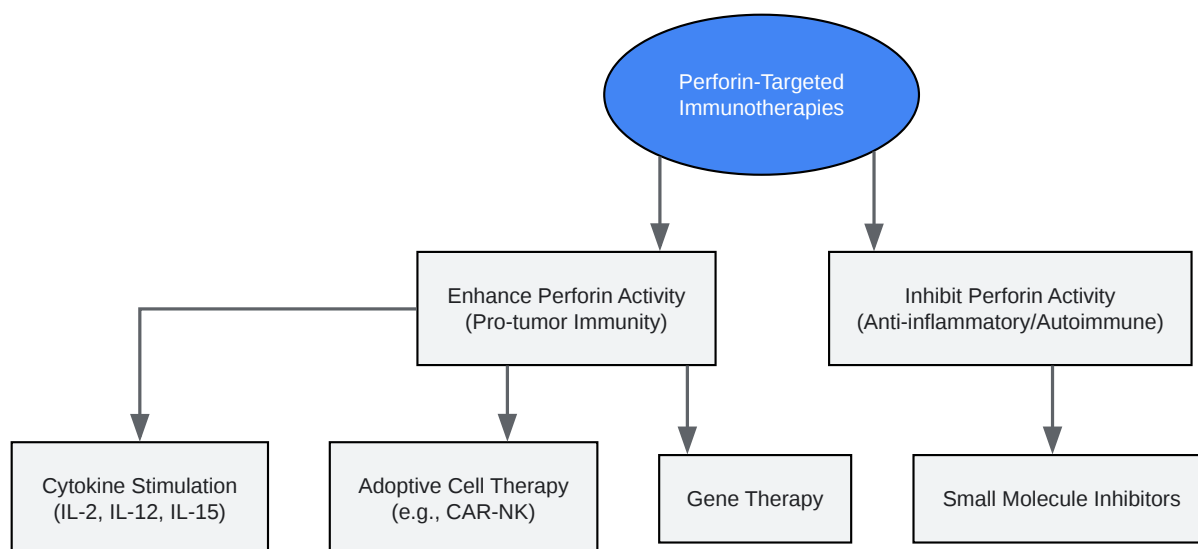 Perforin-Targeted
Immunotherapies
Enhance Perforin Activity
(Pro-tumor Immunity)
Inhibit Perforin Activity
(Anti-inflammatory/Autoimmune)
Cytokine Stimulation
(IL-2, IL-12, IL-15)
Adoptive Cell Therapy
(e.g., CAR-NK)
Gene Therapy
Small Molecule Inhibitors